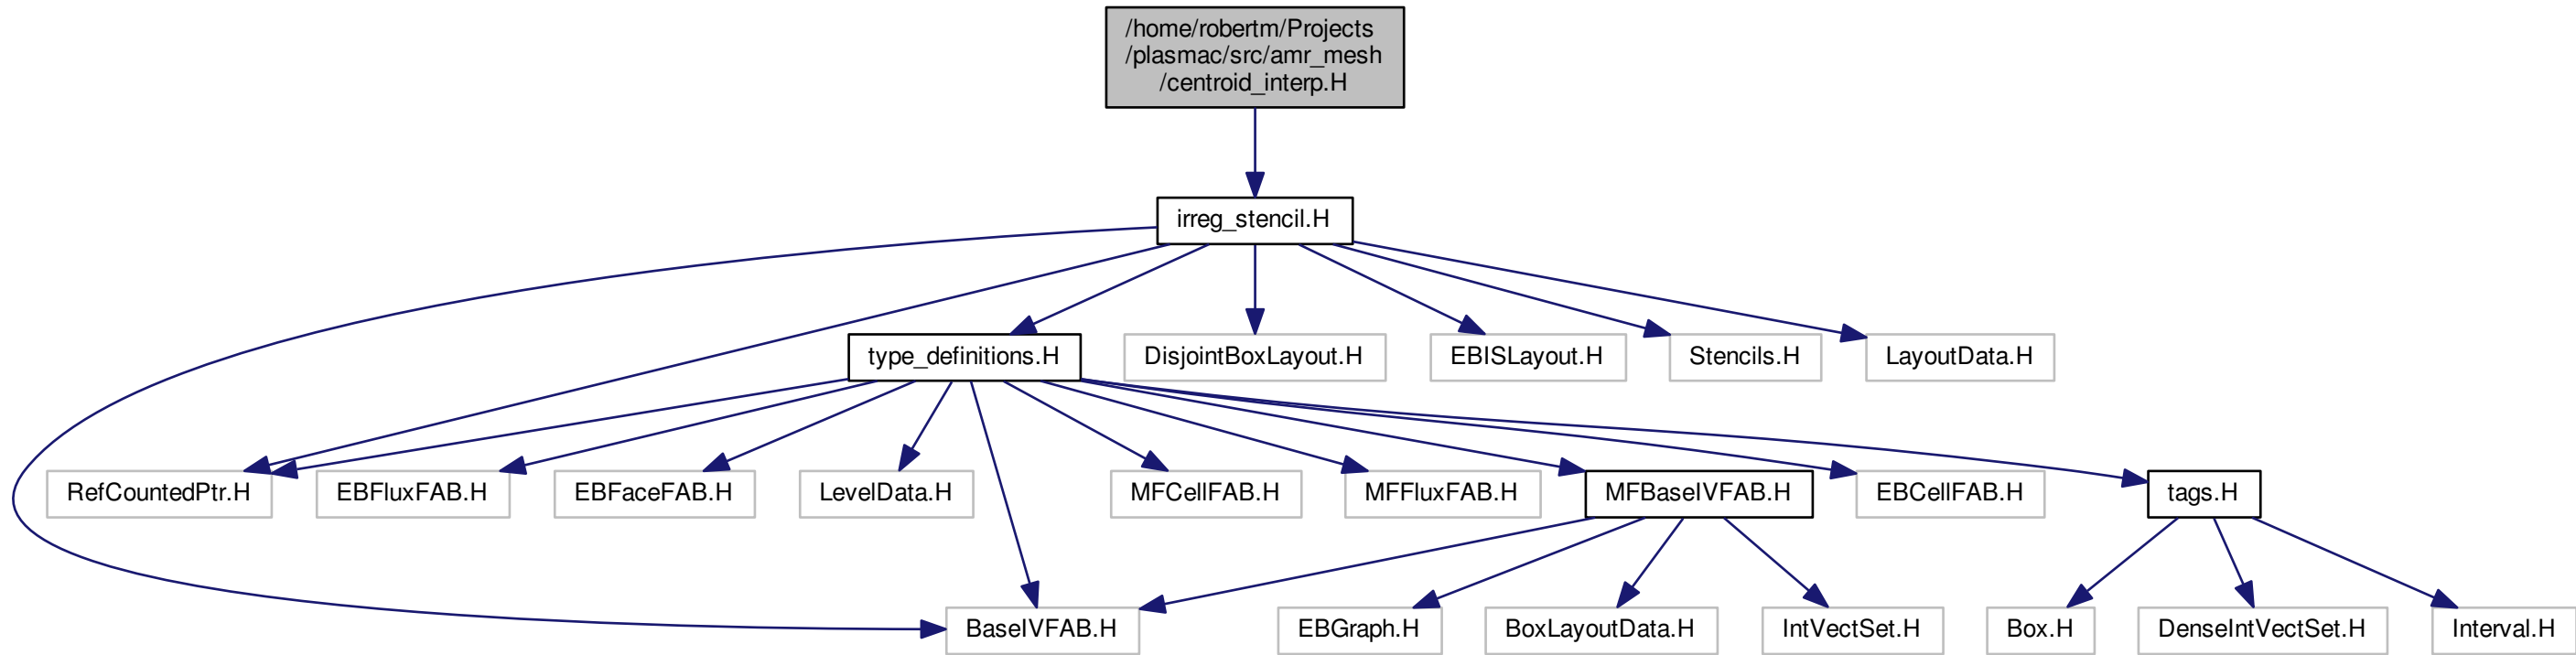 /home/robertm/Projects
/plasmac/src/amr_mesh
/centroid_interp.H
irreg_stencil.H
type_definitions.H
DisjointBoxLayout.H
EBISLayout.H
Stencils.H
LayoutData.H
RefCountedPtr.H
EBFluxFAB.H
EBFaceFAB.H
LevelData.H
MFCellFAB.H
MFFluxFAB.H
MFBaseIVFAB.H
EBCellFAB.H
tags.H
BaseIVFAB.H
EBGraph.H
BoxLayoutData.H
IntVectSet.H
Box.H
DenseIntVectSet.H
Interval.H